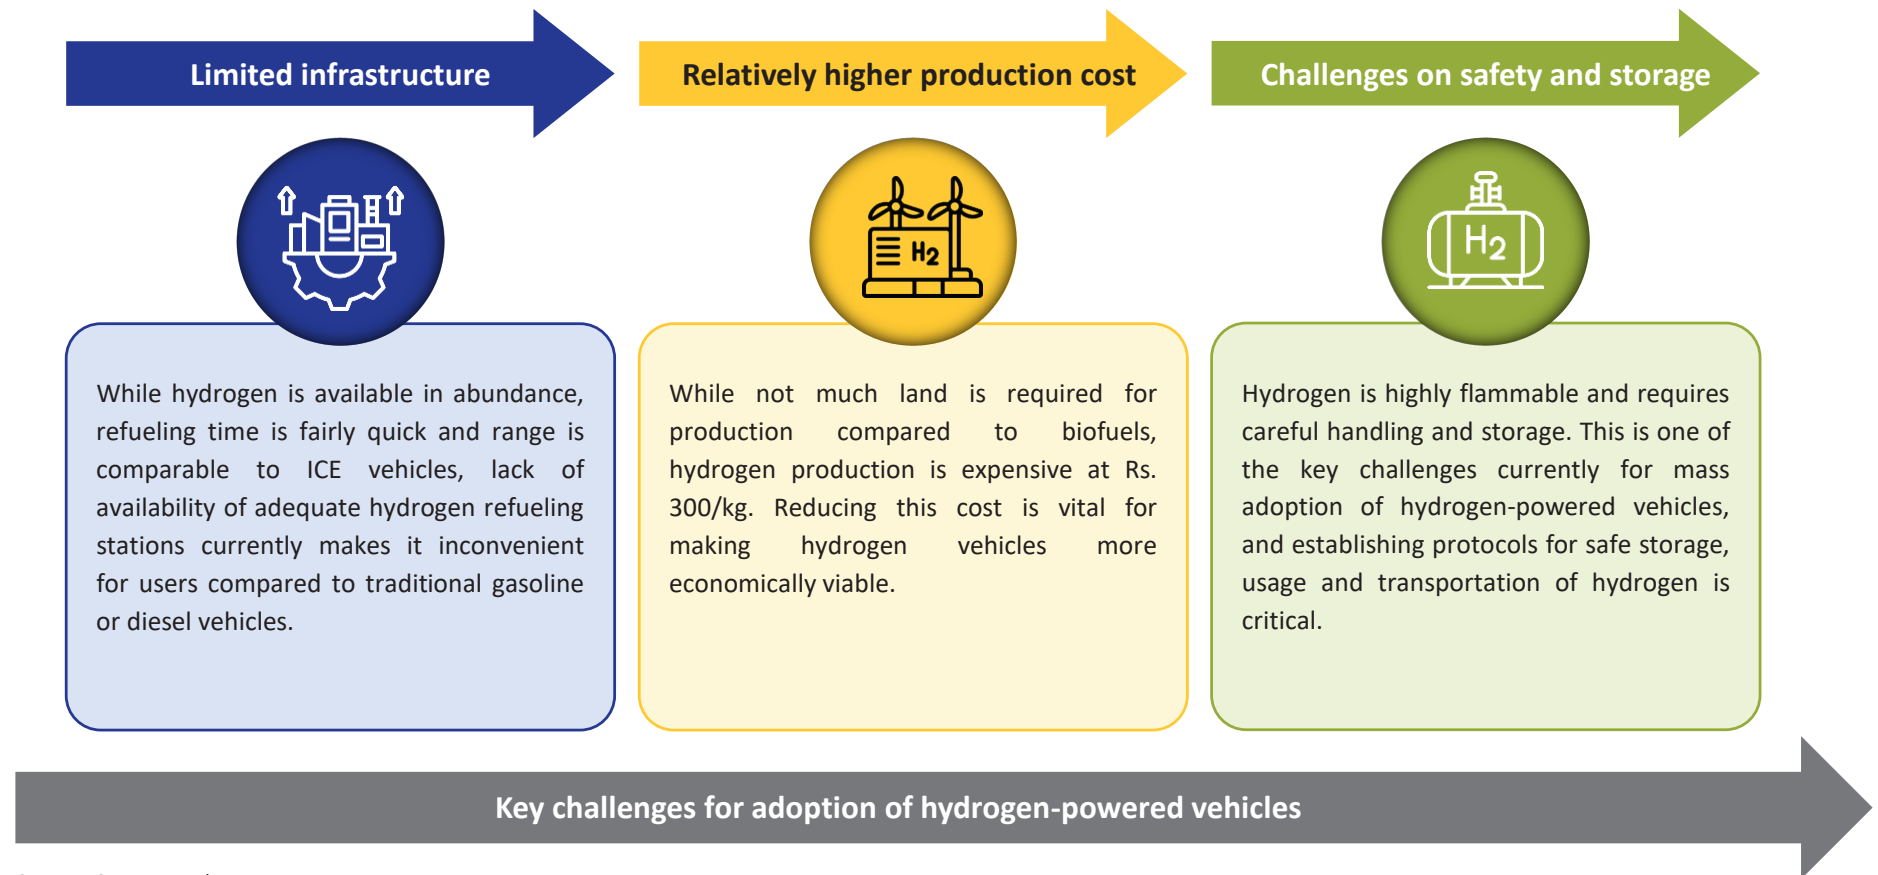 Limited infrastructure
Relatively higher production cost
Challenges on safety and storage
H2
H2
While hydrogen is available in abundance,
refueling time is fairly quick and range is
comparable to ICE vehicles, lack of
availability of adequate hydrogen refueling
stations currently makes it inconvenient
for users compared to traditional gasoline
or diesel vehicles.
While not much land is required for
production compared to biofuels,
hydrogen production is expensive at Rs.
300/kg. Reducing this cost is vital for
making hydrogen vehicles more
economically viable.
Hydrogen is highly flammable and requires
careful handling and storage. This is one of
the key challenges currently for mass
adoption of hydrogen-powered vehicles,
and establishing protocols for safe storage,
usage and transportation of hydrogen is
critical.
Key challenges for adoption of hydrogen-powered vehicles